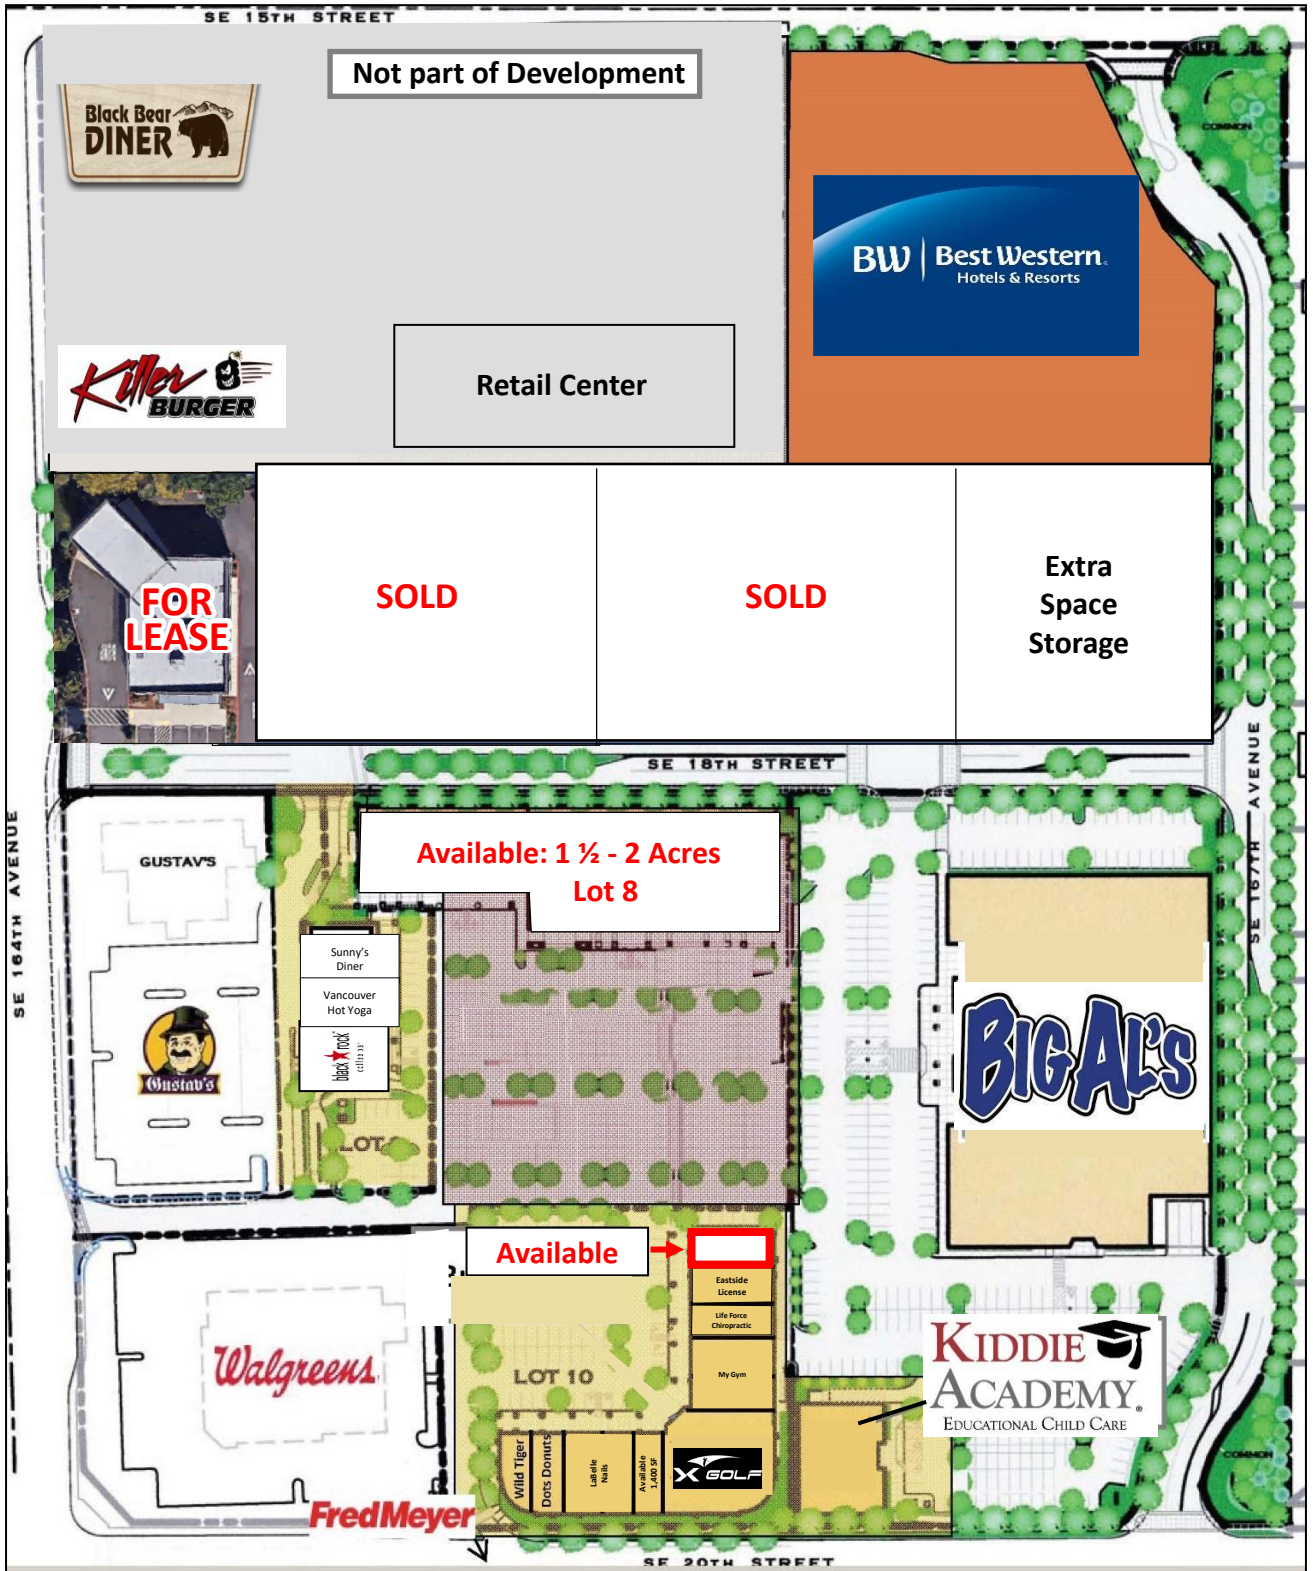 SE 15TH STREET
Not part of Development
Black Bear
DINER
COMMON
BW | Best Western
Hotels & Resorts
Killer
BURGER
Retail Center
FOR
LEASE
SOLD
SOLD
Extra
Space
Storage
SE 18TH STREET
SE 167TH AVENUE
SE 164TH AVENUE
GUSTAV'S
Available: 1 ½ - 2 Acres
Lot 8
Sunny's
Diner
Vancouver
Hot Yoga
black rock
Gustav's
BIG AL'S
LOT
Available
Eastside
License
Life Force
Chiropractic
My Gym
Walgreens
LOT 10
KIDDIE
ACADEMY®
EDUCATIONAL CHILD CARE
Wild Tiger
Dots Donuts
LaBelle
Nails
Available
1,400 SF
X GOLF
COMMON
FredMeyer
SE 20TH STREET